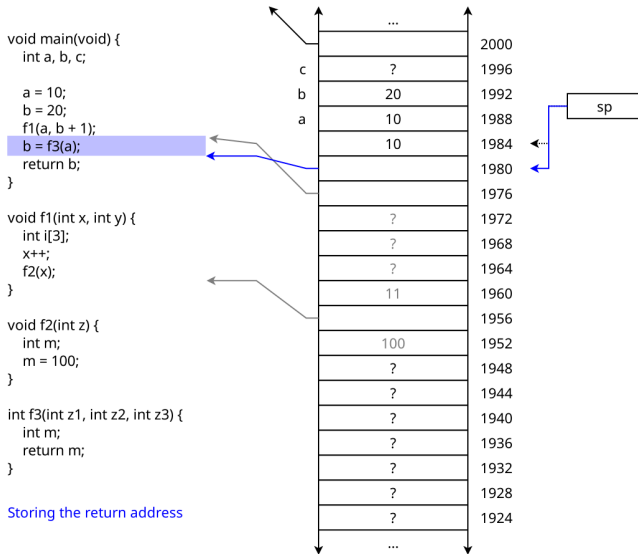 void main(void) {
int a, b, c;
a = 10;
b = 20;
f1(a, b + 1);
b = f3(a);
return b;
}
void f1(int x, int y) {
int i[3];
x++;
f2(x);
}
void f2(int z) {
int m;
m = 100;
}
int f3(int z1, int z2, int z3) {
int m;
return m;
}
Storing the return address
...
2000
c ? 1996
b 20 1992
a 10 1988
10 1984
1980
1976
? 1972
? 1968
? 1964
11 1960
1956
100 1952
? 1948
? 1944
? 1940
? 1936
? 1932
? 1928
? 1924
...
sp